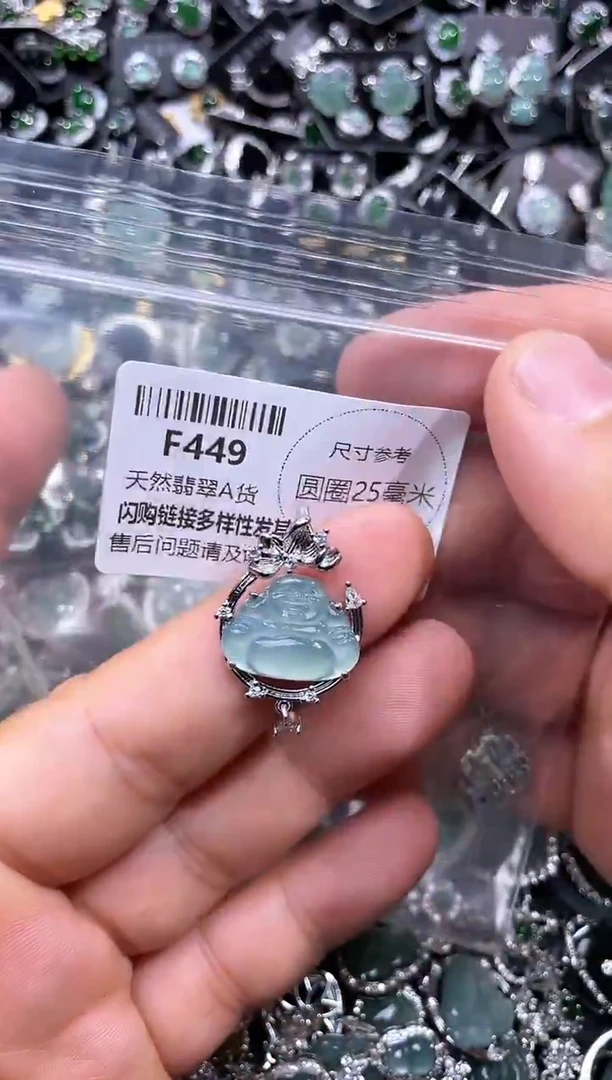 F449
尺寸参考
圆圈25毫米
天然翡翠A货
闪购链接多样性发其
售后问题请及